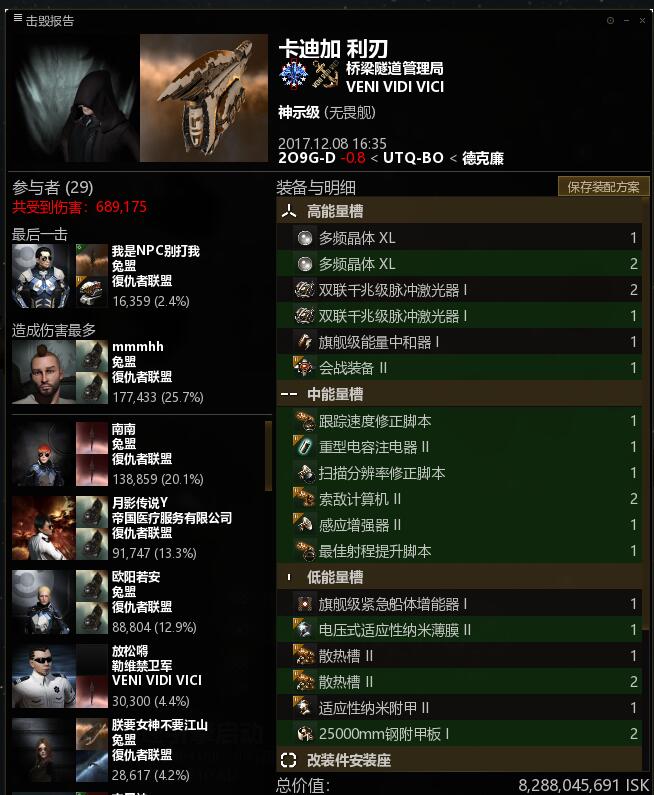 击毁报告
卡迪加 利刃
桥梁隧道管理局
VENI VIDI VICI
神示级 (无畏舰)
2017.12.08 16:35
2O9G-D -0.8 < UTQ-BO < 德克廉
参与者 (29)
共受到伤害: 689,175
最后一击
我是NPC别打我
兔盟
復仇者联盟
16,359 (2.4%)
造成伤害最多
mmmhh
兔盟
復仇者联盟
177,433 (25.7%)
南南
兔盟
復仇者联盟
138,859 (20.1%)
月影传说Y
帝国医疗服务有限公司
復仇者联盟
91,747 (13.3%)
欧阳若安
兔盟
復仇者联盟
88,804 (12.9%)
放松嘚
勒维禁卫军
VENI VIDI VICI
30,300 (4.4%)
朕要女神不要江山
兔盟
復仇者联盟
28,617 (4.2%)
装备与明细
保存装配方案
高能量槽
多频晶体 XL 1
多频晶体 XL 2
双联千兆级脉冲激光器 I 2
双联千兆级脉冲激光器 I 1
旗舰级能量中和器 I 1
会战装备 II 1
中能量槽
跟踪速度修正脚本 1
重型电容注电器 II 1
扫描分辨率修正脚本 1
索敌计算机 II 2
感应增强器 II 1
最佳射程提升脚本 1
低能量槽
旗舰级紧急船体增能器 I 1
电压式适应性纳米薄膜 II 1
散热槽 II 1
散热槽 II 2
适应性纳米附甲 II 1
25000mm钢附甲板 I 2
改装件安装座
总价值: 8,288,045,691 ISK